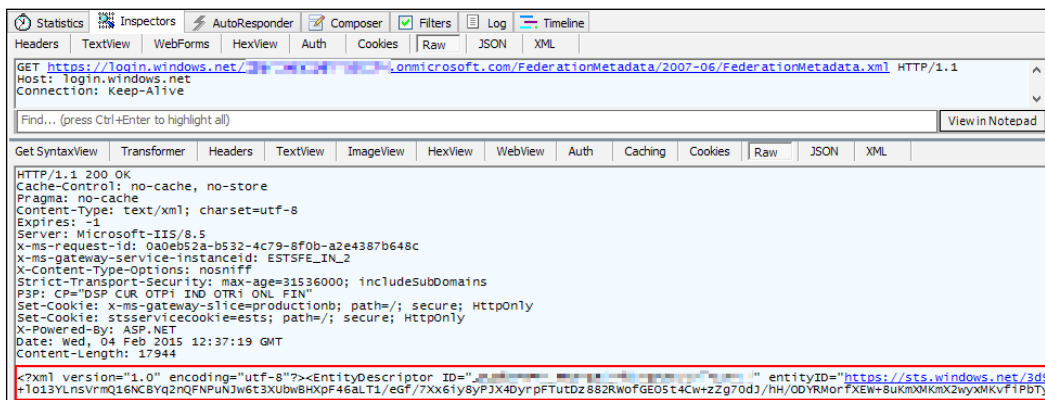 Statistics Inspectors AutoResponder Composer Filters Log Timeline
Headers TextView WebForms HexView Auth Cookies Raw JSON XML
GET https://login.windows.net/ .onmicrosoft.com/FederationMetadata/2007-06/FederationMetadata.xml HTTP/1.1
Host: login.windows.net
Connection: Keep-Alive
Find... (press Ctrl+Enter to highlight all) View in Notepad
Get SyntaxView Transformer Headers TextView ImageView HexView WebView Auth Caching Cookies Raw JSON XML
HTTP/1.1 200 OK
Cache-Control: no-cache, no-store
Pragma: no-cache
Content-Type: text/xml; charset=utf-8
Expires: -1
Server: Microsoft-IIS/8.5
x-ms-request-id: 0a0eb52a-b532-4c79-8f0b-a2e4387b648c
x-ms-gateway-service-instanceid: ESTSFE_IN_2
X-Content-Type-Options: nosniff
Strict-Transport-Security: max-age=31536000; includeSubDomains
P3P: CP="DSP CUR OTPi IND OTRi ONL FIN"
Set-Cookie: x-ms-gateway-slice=productionb; path=/; secure; HttpOnly
Set-Cookie: stsservicecookie=ests; path=/; secure; HttpOnly
X-Powered-By: ASP.NET
Date: Wed, 04 Feb 2015 12:37:19 GMT
Content-Length: 17944
<?xml version="1.0" encoding="utf-8"?><EntityDescriptor ID="_ " entityID="https://sts.windows.net/3d9
+lo13YLnsVrmQ16NCBYq2nQFNPuNJw6t3XUbwBHXpF46aLT1/eGf/7Xx6iy8yPJX4DyrpFTutDz882RWofGEO5t4Cw+zZg7OdJ/hH/ODYRMorfXEW+8uKmXMKmX2wyxMKvfiPbTy